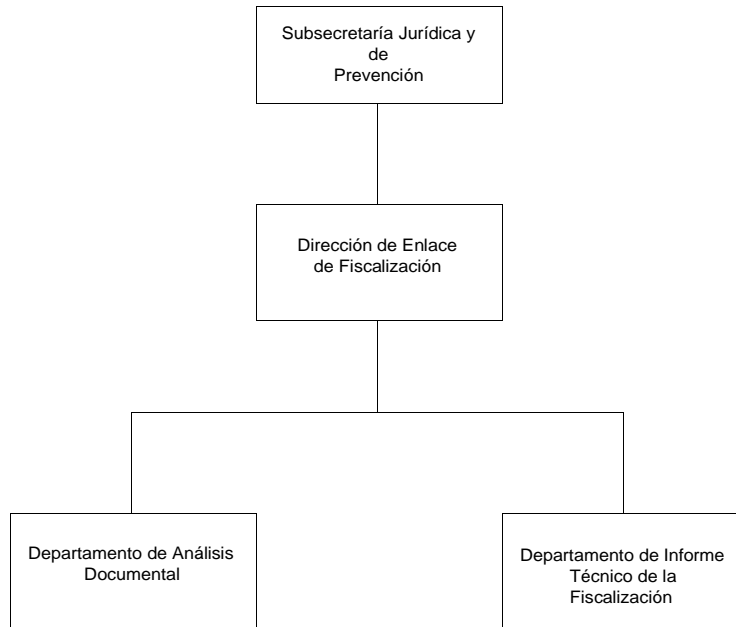 Subsecretaría Jurídica y
de
Prevención
Dirección de Enlace
de Fiscalización
Departamento de Análisis
Documental
Departamento de Informe
Técnico de la
Fiscalización